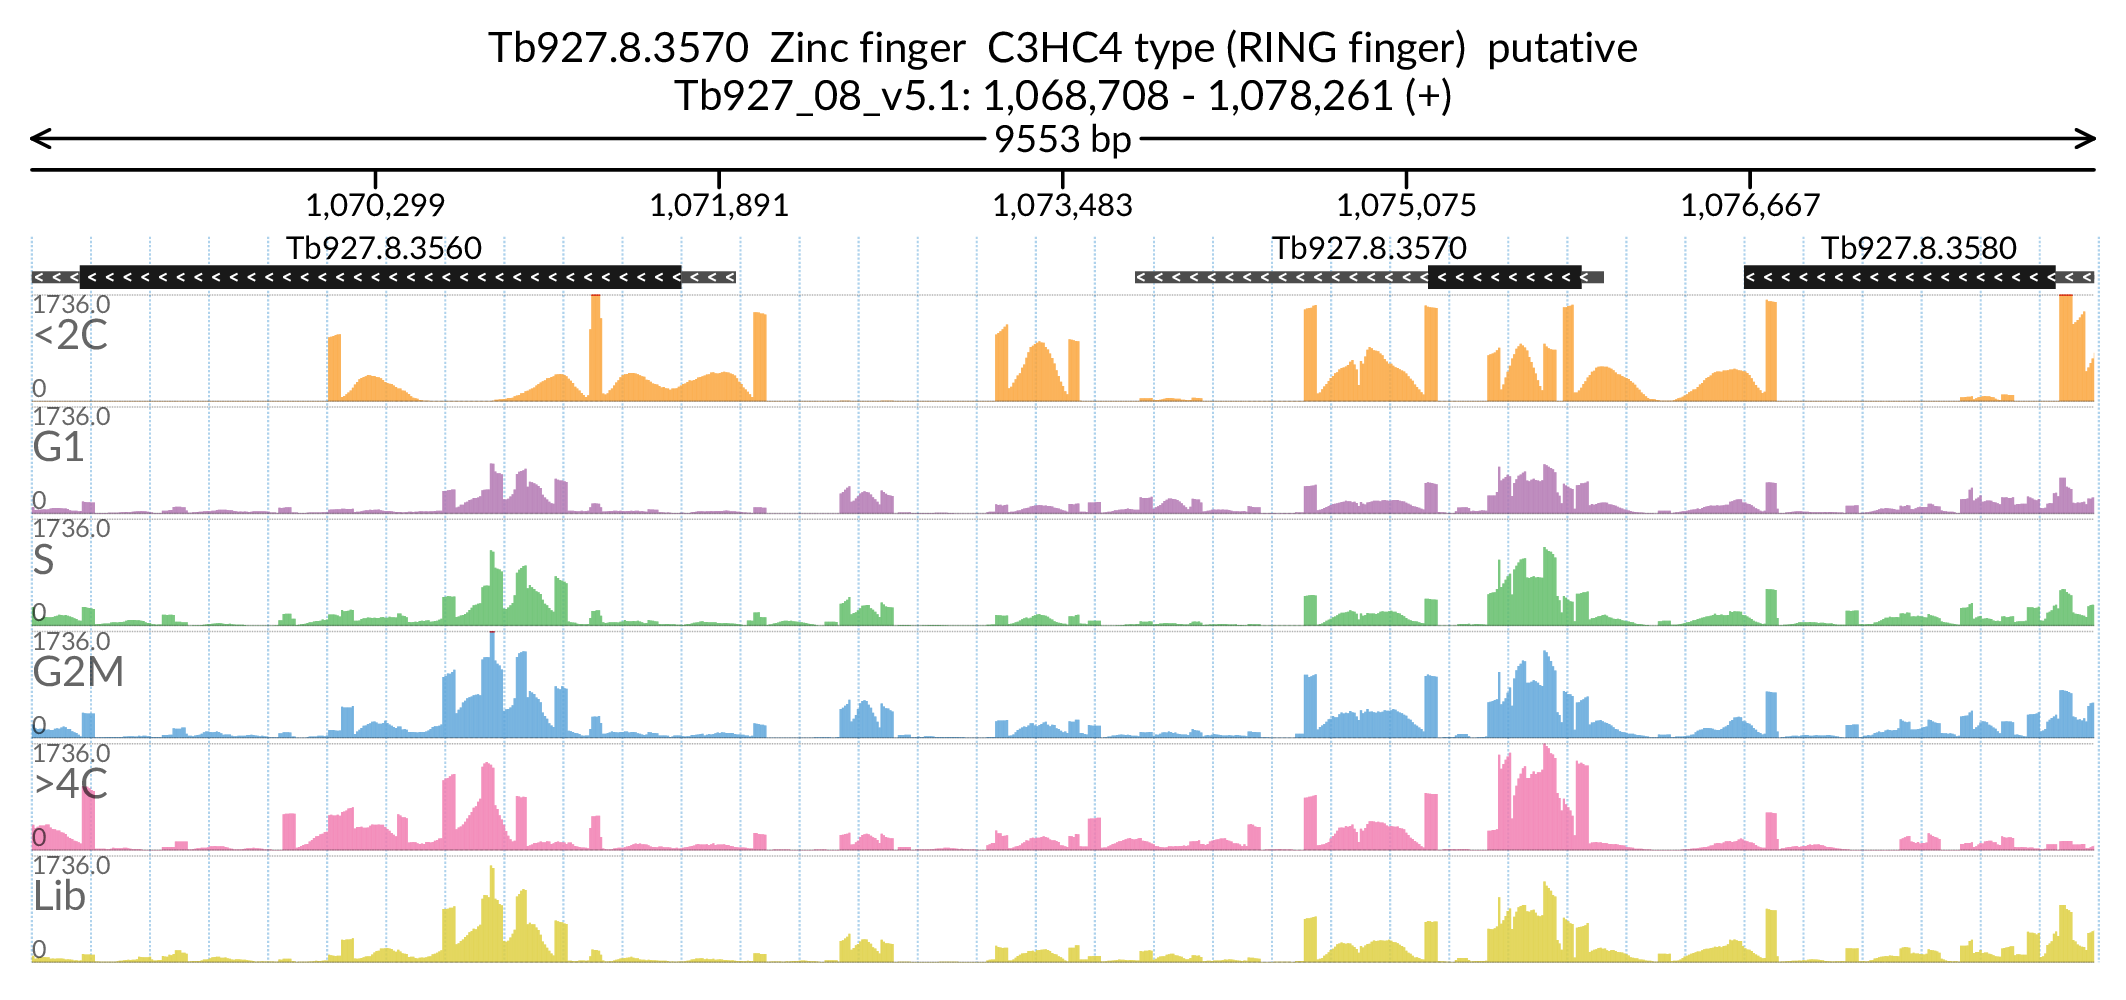 Tb927.8.3570 Zinc finger C3HC4 type (RING finger) putative
Tb927_08_v5.1: 1,068,708 - 1,078,261 (+)
9553 bp
1,070,299 1,071,891 1,073,483 1,075,075 1,076,667
Tb927.8.3560 Tb927.8.3570 Tb927.8.3580
1736.0
<2C
0
1736.0
G1
0
1736.0
S
0
1736.0
G2M
0
1736.0
>4C
0
1736.0
Lib
0